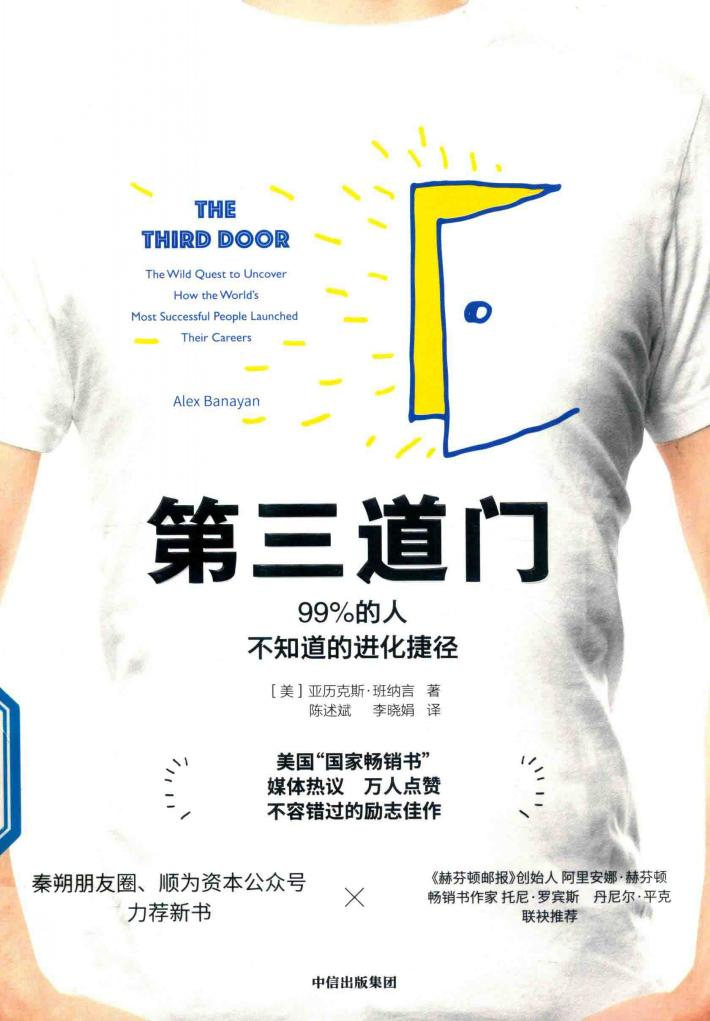 THE
THIRD DOOR
The Wild Quest to Uncover
How the World's
Most Successful People Launched
Their Careers
Alex Banayan
第三道门
99%的人
不知道的进化捷径
[美] 亚历克斯·班纳言 著
陈述斌 李晓娟 译
美国“国家畅销书”
媒体热议 万人点赞
不容错过的励志佳作
秦朔朋友圈、顺为资本公众号
力荐新书
×
《赫芬顿邮报》创始人 阿里安娜·赫芬顿
畅销书作家 托尼·罗宾斯 丹尼尔·平克
联袂推荐
中信出版集团